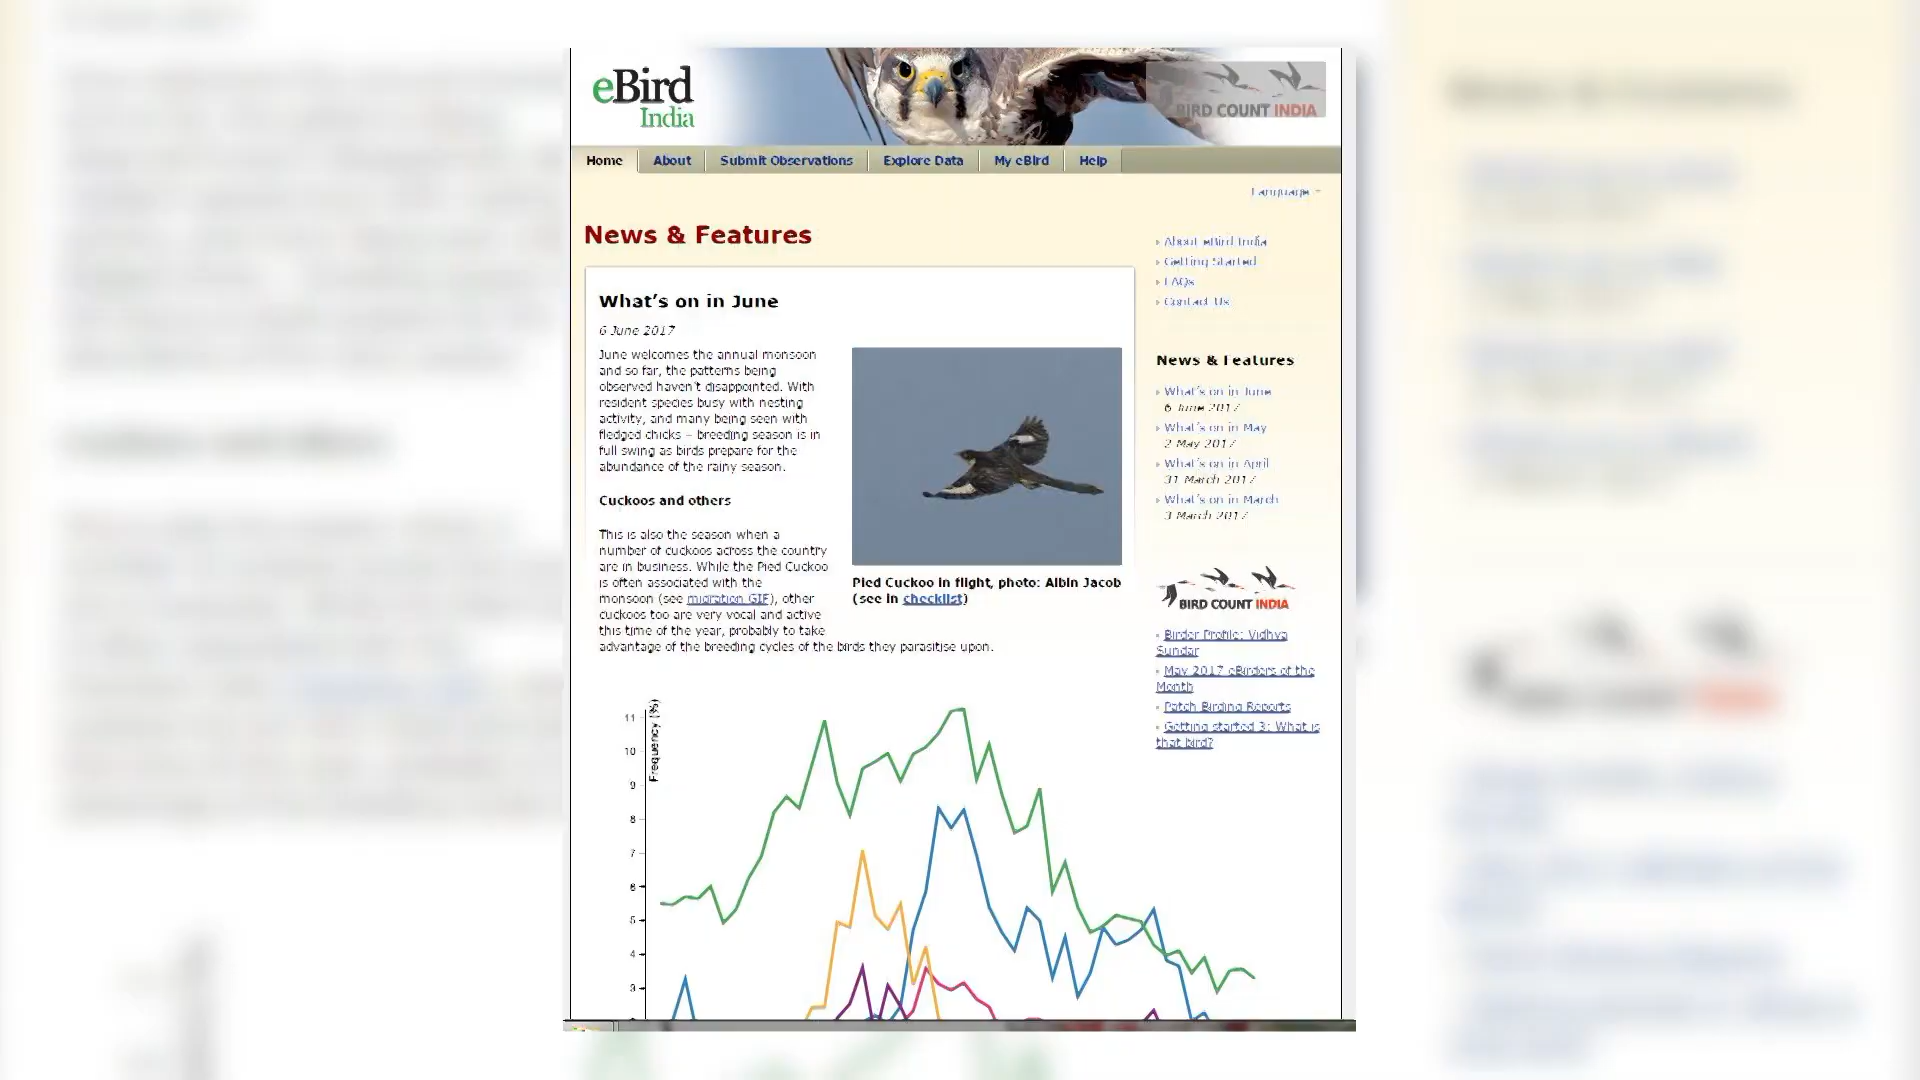 eBird
India
BIRD COUNT INDIA
Home About Submit Observations Explore Data My eBird Help
Language
News & Features
What's on in June
6 June 2017
June welcomes the annual monsoon
and so far, the patterns being
observed haven't disappointed. With
resident species busy with nesting
activity, and many being seen with
fledged chicks – breeding season is in
full swing as birds prepare for the
abundance of the rainy season.
Cuckoos and others
This is also the season when a
number of cuckoos across the country
are in business. While the Pied Cuckoo
is often associated with the
monsoon (see migration GIF), other
cuckoos too are very vocal and active
this time of the year, probably to take
advantage of the breeding cycles of the birds they parasitise upon.
Pied Cuckoo in flight, photo: Albin Jacob
(see in checklist)
Frequency (%)
11
10
9
8
7
6
5
4
3
About eBird India
Getting Started
FAQs
Contact Us
News & Features
What's on in June
6 June 2017
What's on in May
2 May 2017
What's on in April
31 March 2017
What's on in March
3 March 2017
BIRD COUNT INDIA
Birder Profile: Vidhya
Sundar
May 2017 eBirders of the
Month
Patch Birding Reports
Getting started 3: What is
that bird?